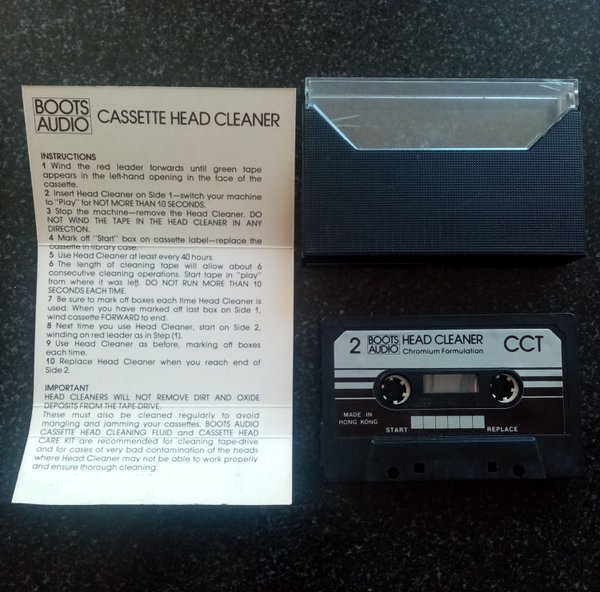 BOOTS
AUDIO
CASSETTE HEAD CLEANER
INSTRUCTIONS
1 Wind the red leader forwards until green tape
appears in the left-hand opening in the face of the
cassette.
2 Insert Head Cleaner on Side 1—switch your machine
to "Play" for NOT MORE THAN 10 SECONDS.
3 Stop the machine—remove the Head Cleaner. DO
NOT WIND THE TAPE IN THE HEAD CLEANER IN ANY
DIRECTION.
4 Mark off "Start" box on cassette label—replace the
cassette in library case.
5 Use Head Cleaner at least every 40 hours.
6 The length of cleaning tape will allow about 6
consecutive cleaning operations. Start tape in "play"
from where it was left. DO NOT RUN MORE THAN 10
SECONDS EACH TIME.
7 Be sure to mark off boxes each time Head Cleaner is
used. When you have marked off last box on Side 1,
wind cassette FORWARD to end.
8 Next time you use Head Cleaner, start on Side 2,
winding on red leader as in Step (1).
9 Use Head Cleaner as before, marking off boxes
each time.
10 Replace Head Cleaner when you reach end of
Side 2.
IMPORTANT
HEAD CLEANERS WILL NOT REMOVE DIRT AND OXIDE
DEPOSITS FROM THE TAPE-DRIVE.
These must also be cleaned regularly to avoid
mangling and jamming your cassettes. BOOTS AUDIO
CASSETTE HEAD CLEANING FLUID and CASSETTE HEAD
CARE KIT are recommended for cleaning tape-drive
and for cases of very bad contamination of the heads
where Head Cleaner may not be able to work properly
and ensure thorough cleaning.
2 BOOTS AUDIO HEAD CLEANER CCT
Chromium Formulation
MADE IN
HONG KONG
START REPLACE